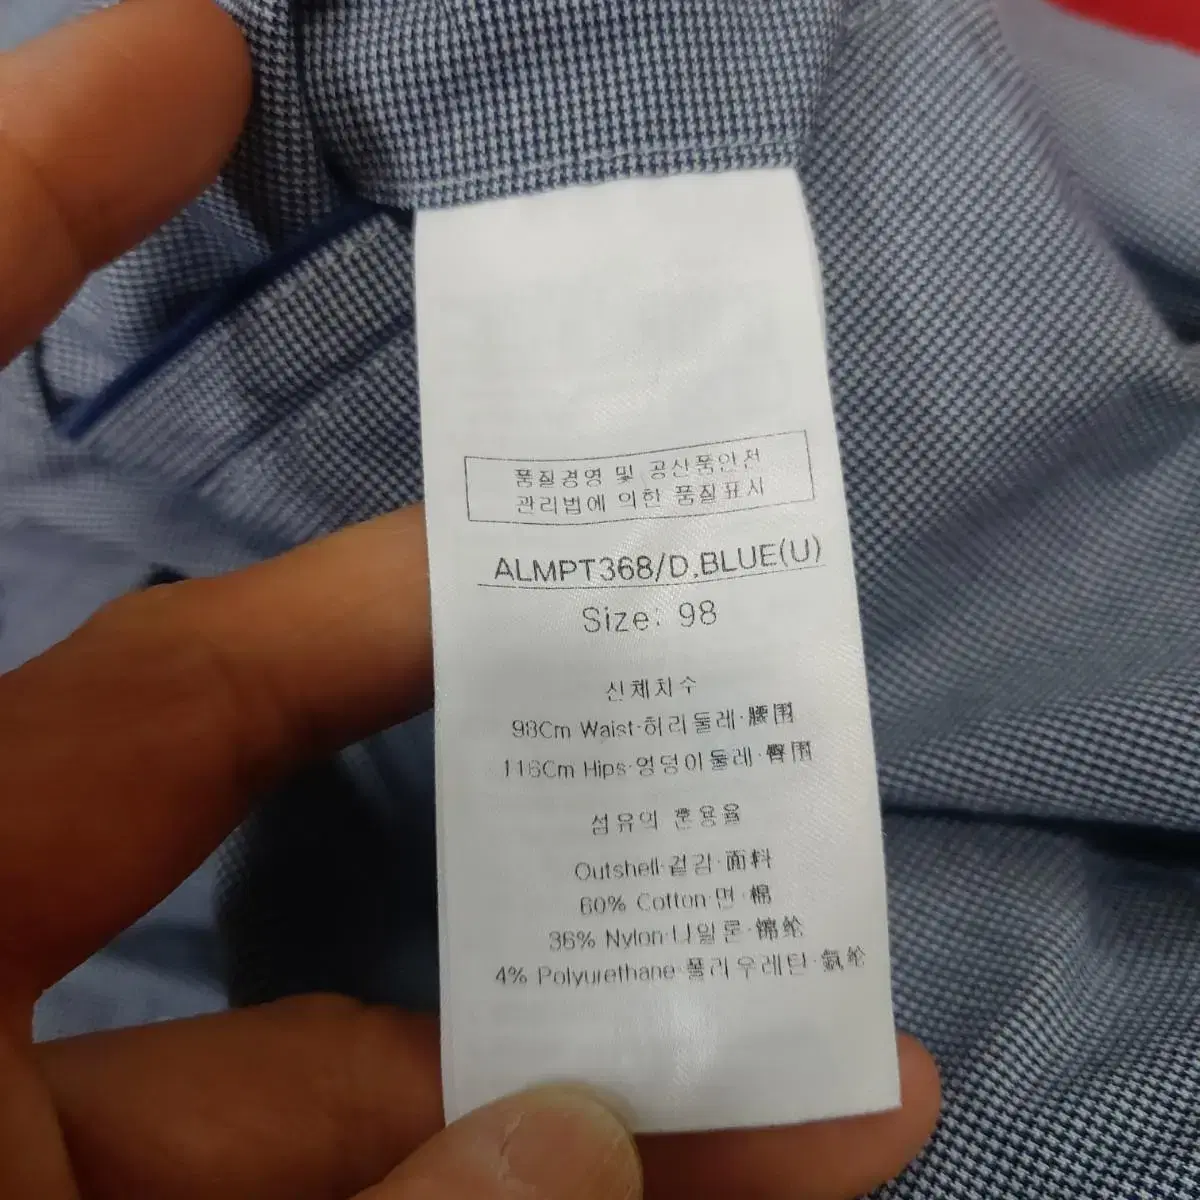 품질경영 및 공산품안전
관리법에 의한 품질표시
ALMPT368/D.BLUE(U)
Size: 98
신체치수
98Cm Waist·허리둘레·腰围
116Cm Hips·엉덩이둘레·臀围
섬유의 혼용율
Outshell·겉감·面料
60% Cotton·면·棉
36% Nylon·나일론·锦纶
4% Polyurethane·폴리우레탄·氨纶